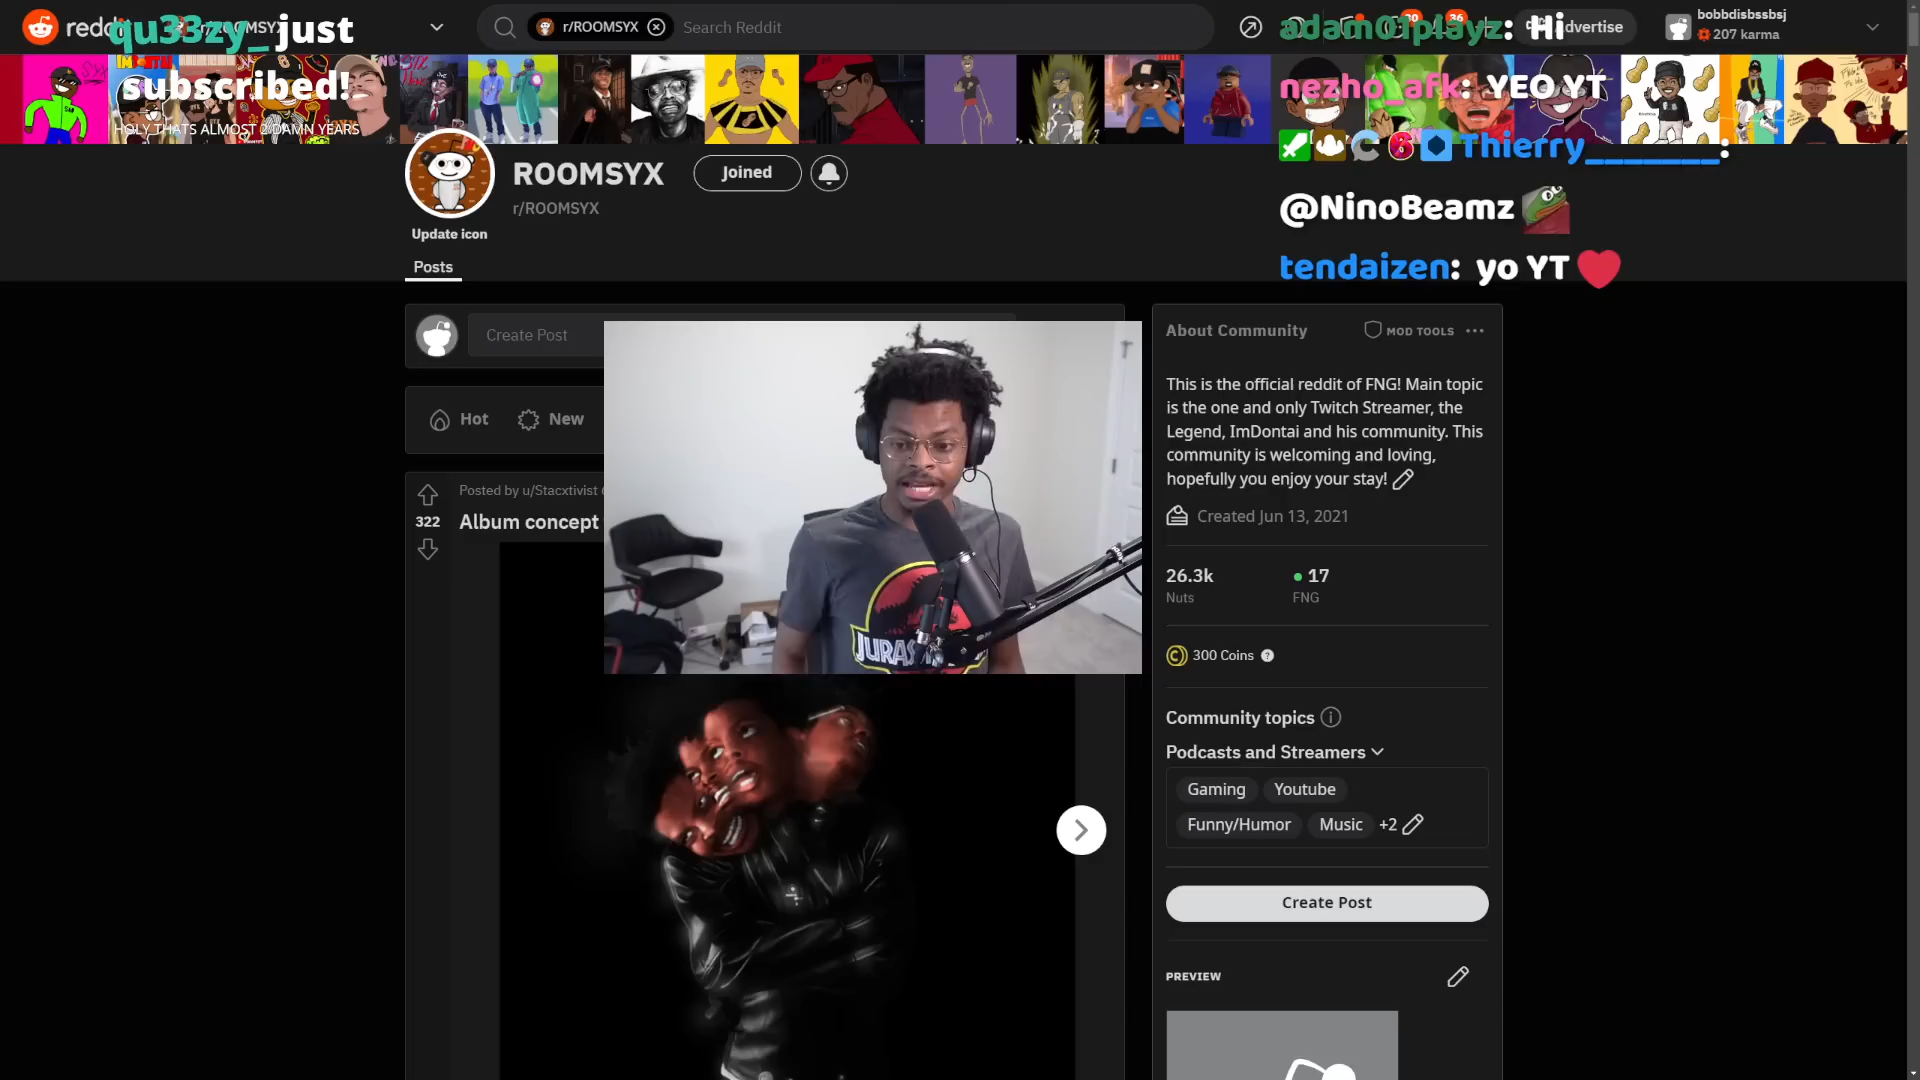 qu33zy_ just
subscribed!
HOLY THATS ALMOST 2 DAMN YEARS
r/ROOMSYX
Search Reddit
adam01playz: Hi
Advertise
bobbdisbssbsj
207 karma
nezho_afk: YEO YT
Thierry_______:
@NinoBeamz
tendaizen: yo YT
ROOMSYX
Joined
r/ROOMSYX
Update icon
Posts
Create Post
Hot
New
322
Posted by u/Stacxtivist
Album concept
JURAS
About Community
MOD TOOLS
This is the official reddit of FNG! Main topic
is the one and only Twitch Streamer, the
Legend, ImDontai and his community. This
community is welcoming and loving,
hopefully you enjoy your stay!
Created Jun 13, 2021
26.3k
17
Nuts
FNG
300 Coins
Community topics
Podcasts and Streamers
Gaming
Youtube
Funny/Humor
Music
+2
Create Post
PREVIEW